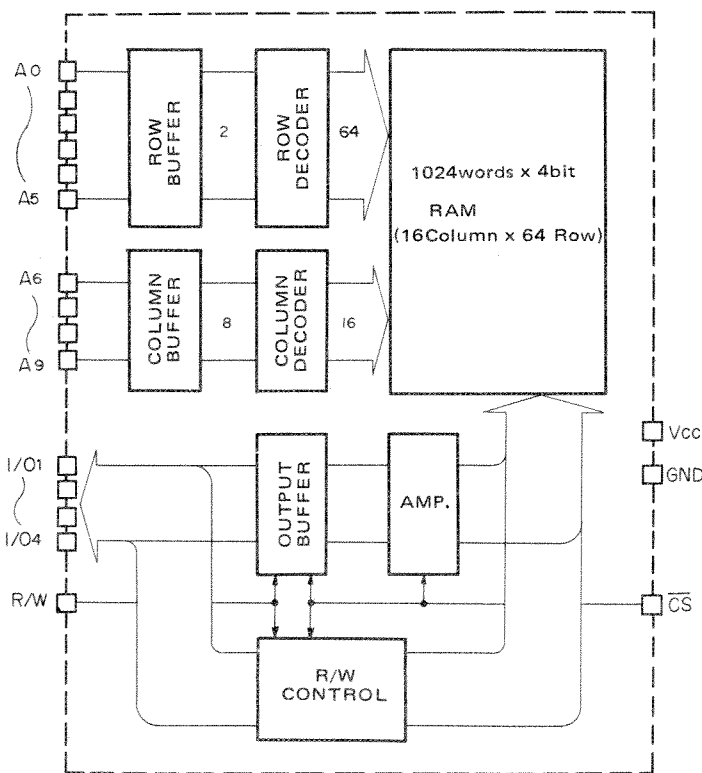 A0
A5
ROW
BUFFER
2
ROW
DECODER
64
1024words x 4bit
RAM
(16Column x 64 Row)
A6
A9
COLUMN
BUFFER
8
COLUMN
DECODER
16
Vcc
GND
I/O1
I/O4
OUTPUT
BUFFER
AMP.
R/W
CS
R/W
CONTROL